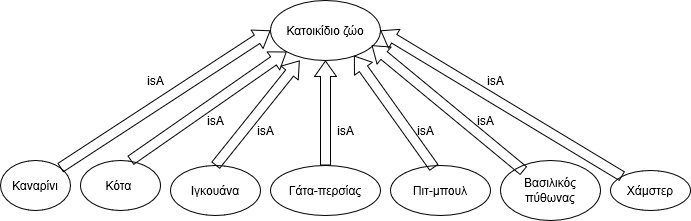 Κατοικίδιο ζώο
isA
isA
isA
isA
isA
isA
isA
Καναρίνι
Κότα
Ιγκουάνα
Γάτα-περσίας
Πιτ-μπουλ
Βασιλικός
πύθωνας
Χάμστερ